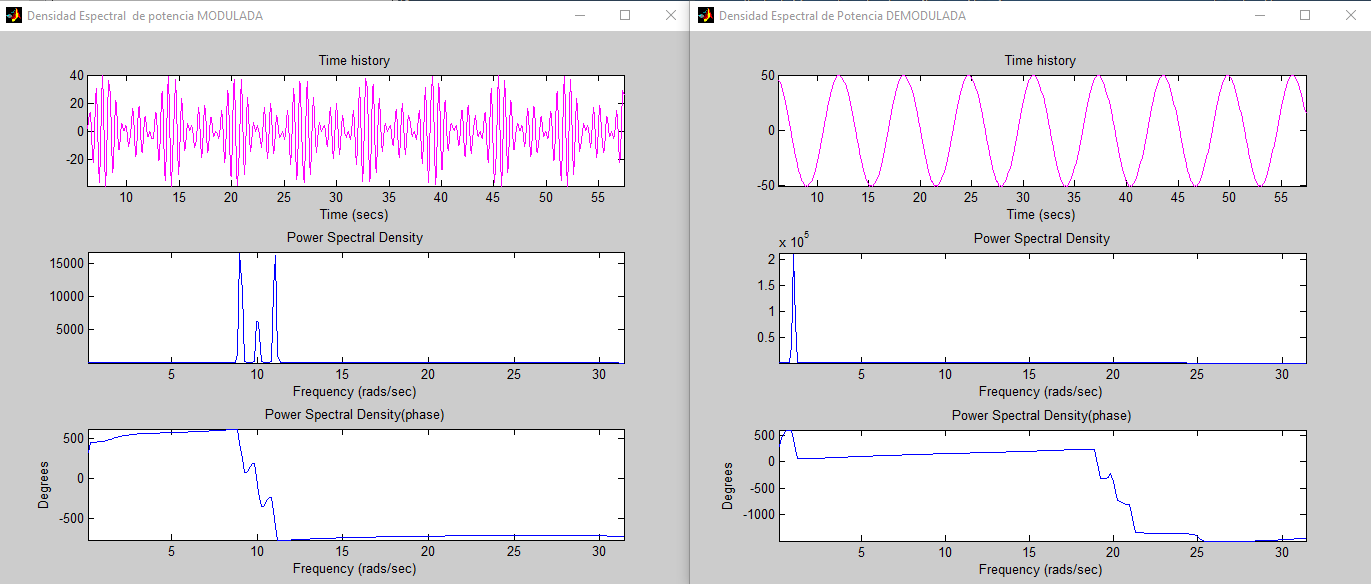 Densidad Espectral de potencia MODULADA
Time history
40
20
0
-20
10 15 20 25 30 35 40 45 50 55
Time (secs)
Power Spectral Density
15000
10000
5000
5 10 15 20 25 30
Frequency (rads/sec)
Power Spectral Density(phase)
500
0
-500
Degrees
5 10 15 20 25 30
Frequency (rads/sec)
Densidad Espectral de Potencia DEMODULADA
Time history
50
0
-50
10 15 20 25 30 35 40 45 50 55
Time (secs)
Power Spectral Density
x 10^5
2
1.5
1
0.5
5 10 15 20 25 30
Frequency (rads/sec)
Power Spectral Density(phase)
500
0
-500
-1000
Degrees
5 10 15 20 25 30
Frequency (rads/sec)